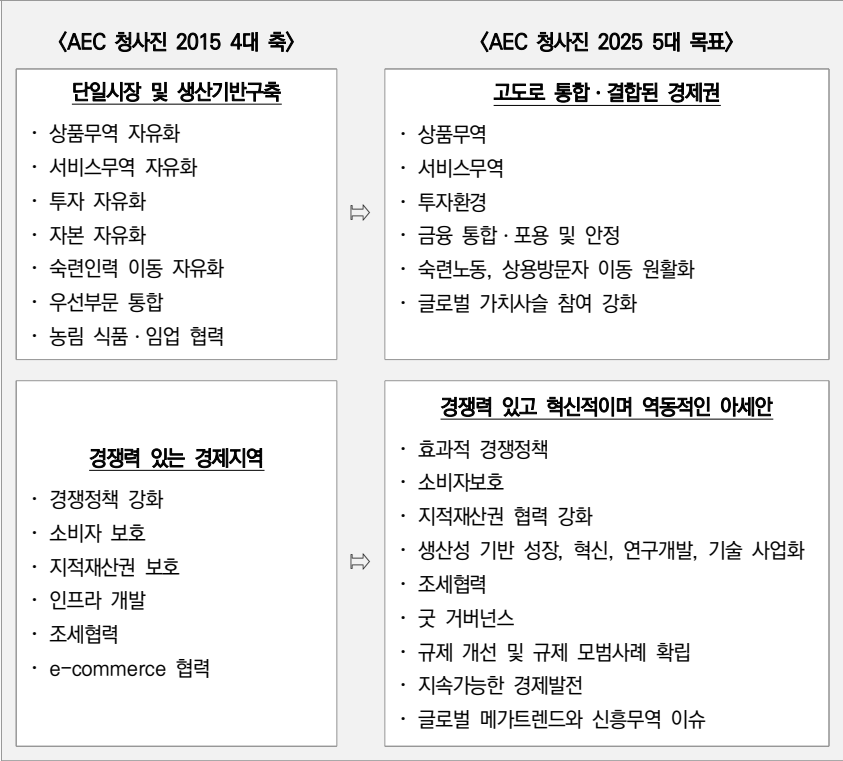 〈AEC 청사진 2015 4대 축〉
〈AEC 청사진 2025 5대 목표〉
단일시장 및 생산기반구축
· 상품무역 자유화
· 서비스무역 자유화
· 투자 자유화
· 자본 자유화
· 숙련인력 이동 자유화
· 우선부문 통합
· 농림 식품·임업 협력
⇨
고도로 통합·결합된 경제권
· 상품무역
· 서비스무역
· 투자환경
· 금융 통합·포용 및 안정
· 숙련노동, 상용방문자 이동 원활화
· 글로벌 가치사슬 참여 강화
경쟁력 있는 경제지역
· 경쟁정책 강화
· 소비자 보호
· 지적재산권 보호
· 인프라 개발
· 조세협력
· e-commerce 협력
⇨
경쟁력 있고 혁신적이며 역동적인 아세안
· 효과적 경쟁정책
· 소비자보호
· 지적재산권 협력 강화
· 생산성 기반 성장, 혁신, 연구개발, 기술 사업화
· 조세협력
· 굿 거버넌스
· 규제 개선 및 규제 모범사례 확립
· 지속가능한 경제발전
· 글로벌 메가트렌드와 신흥무역 이슈